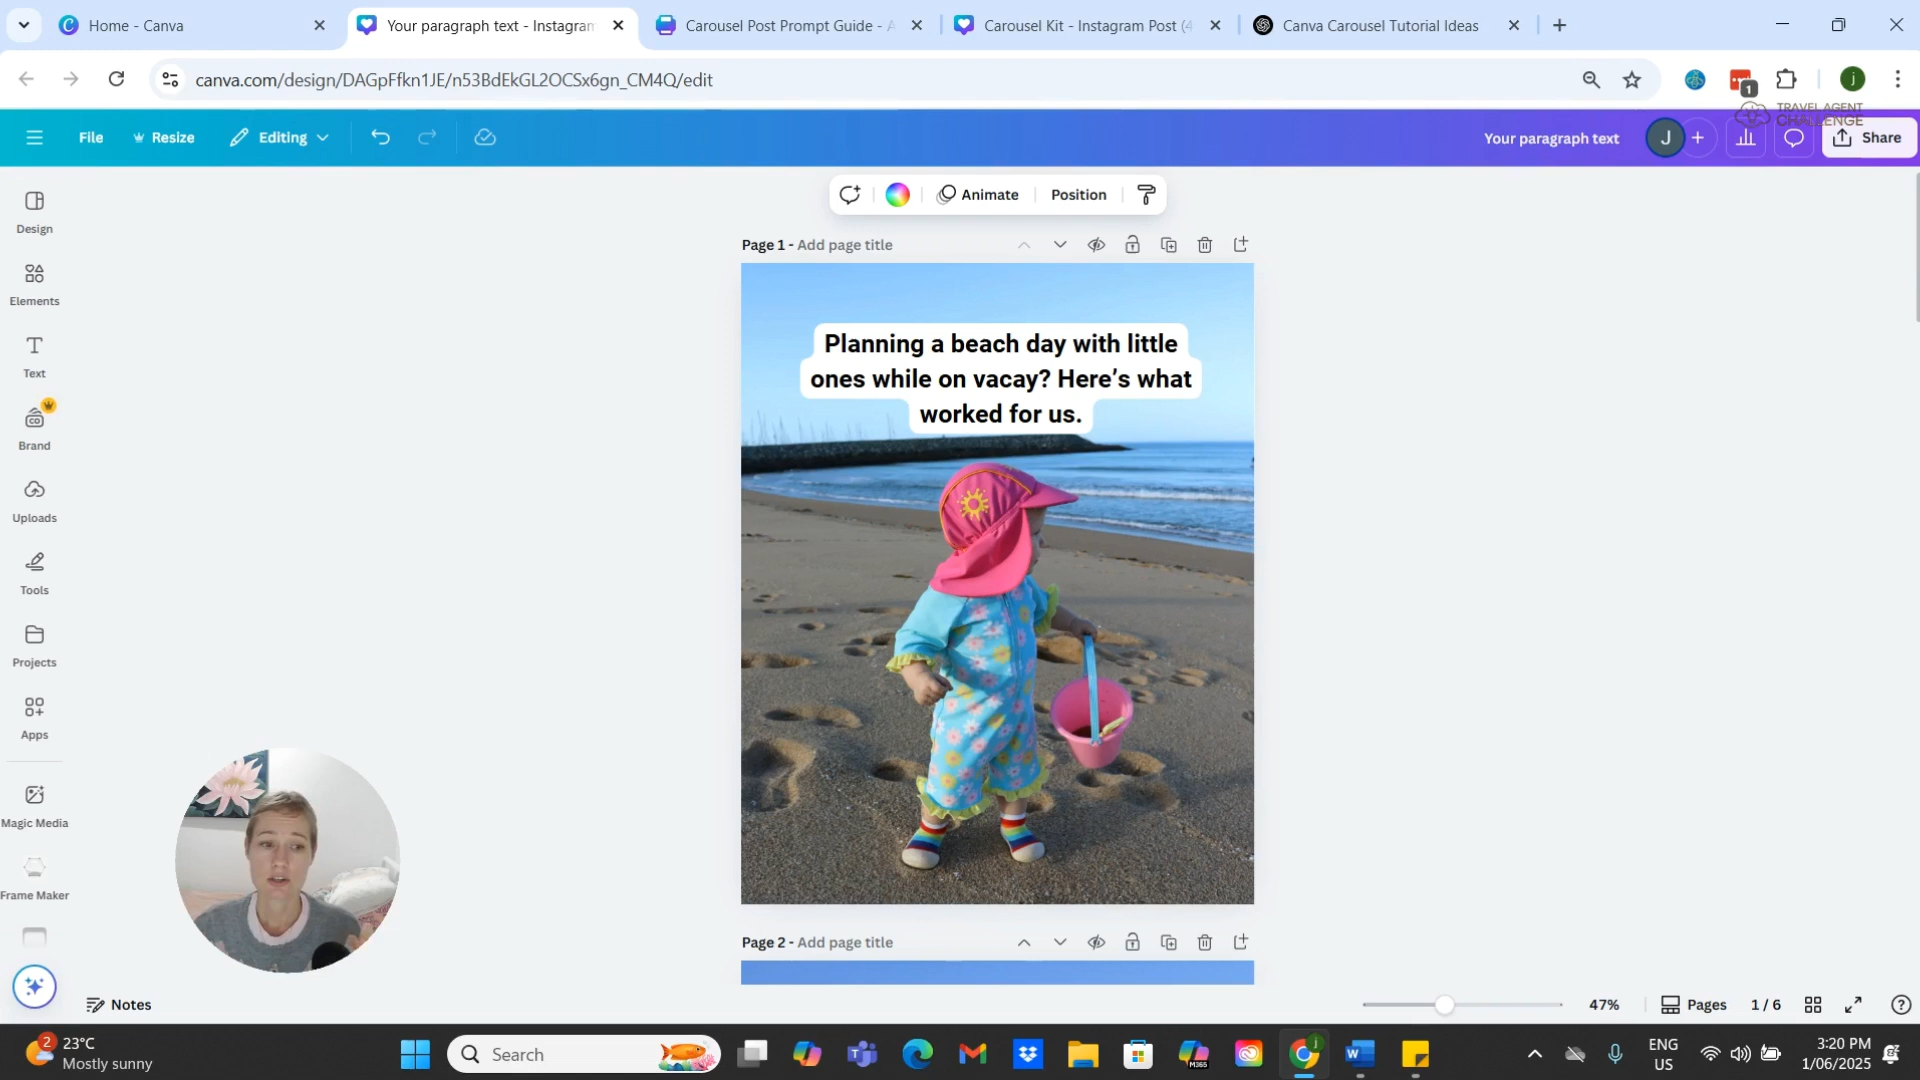 Home - Canva
Your paragraph text - Instagram
Carousel Post Prompt Guide - A
Carousel Kit - Instagram Post (4
Canva Carousel Tutorial Ideas
canva.com/design/DAGpFfkn1JE/n53BdEkGL2OCSx6gn_CM4Q/edit
1
j
TRAVEL AGENT
CHALLENGE
File
Resize
Editing
Your paragraph text
J
Share
Animate
Position
Design
Elements
Text
Brand
Uploads
Tools
Projects
Apps
Magic Media
Frame Maker
Page 1 - Add page title
Planning a beach day with little
ones while on vacay? Here’s what
worked for us.
Page 2 - Add page title
Notes
47%
Pages
1 / 6
2
23°C
Mostly sunny
Search
M365
j
ENG
US
3:20 PM
1/06/2025